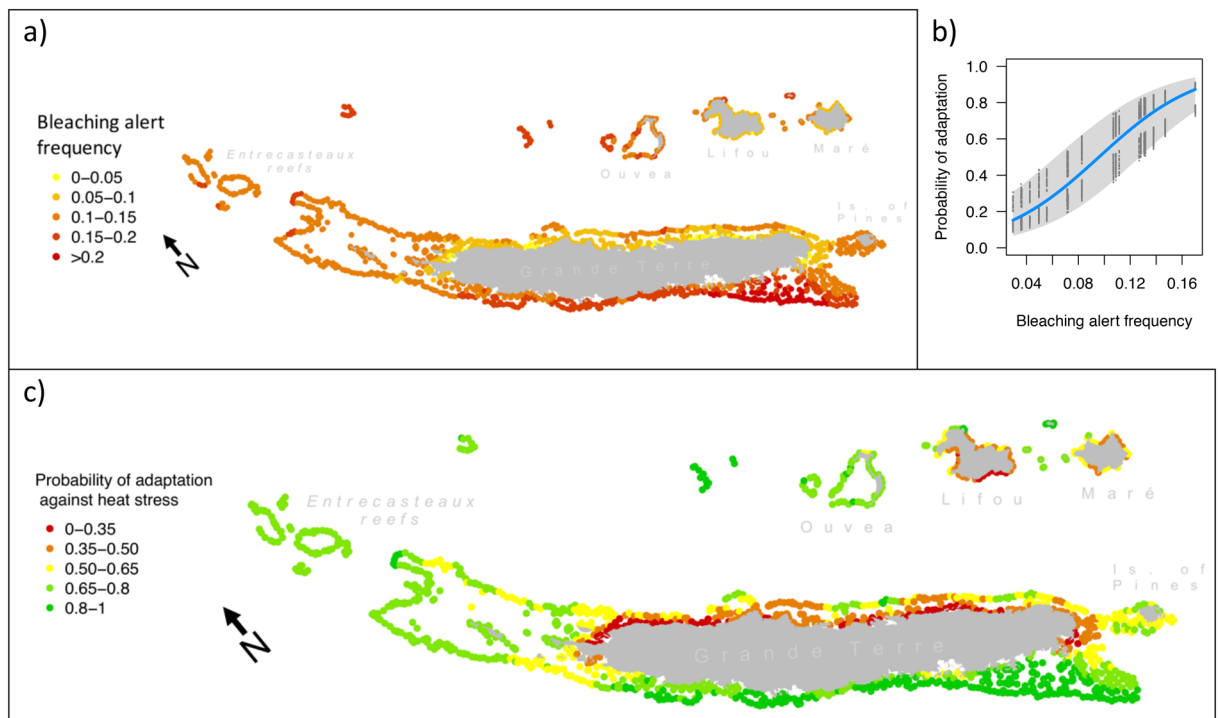 a)
Bleaching alert
frequency
0–0.05
0.05–0.1
0.1–0.15
0.15–0.2
>0.2
N
Entrecasteaux
reefs
Ouvea
Lifou
Maré
Is. of
Pines
Grande Terre
b)
Probability of adaptation
1.0
0.8
0.6
0.4
0.2
0.0
0.04
0.08
0.12
0.16
Bleaching alert frequency
c)
Probability of adaptation
against heat stress
0–0.35
0.35–0.50
0.50–0.65
0.65–0.8
0.8–1
N
Entrecasteaux
reefs
Ouvea
Lifou
Maré
Is. of
Pines
Grande Terre